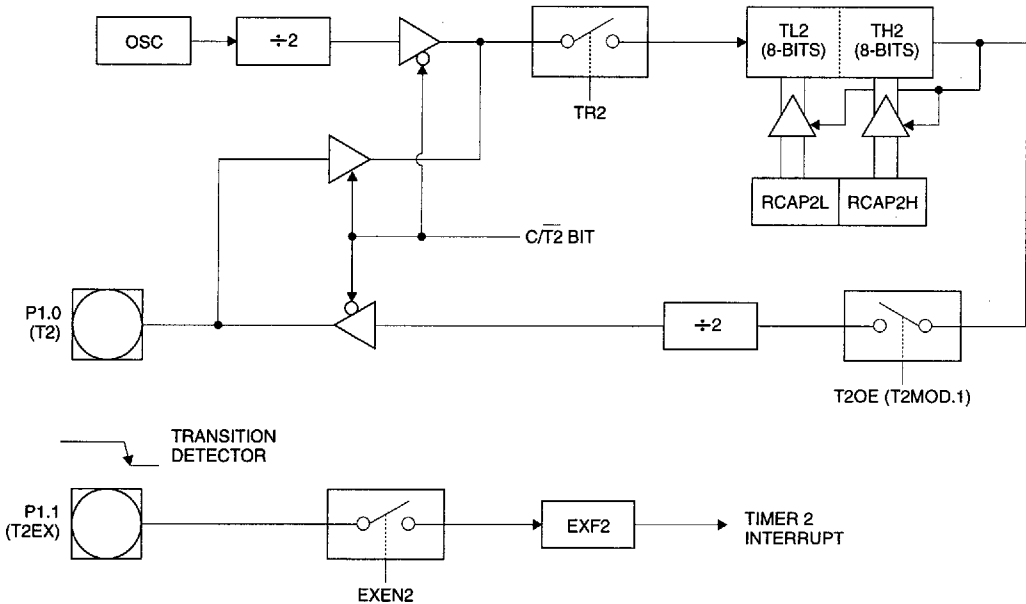 OSC
÷2
TR2
TL2
(8-BITS)
TH2
(8-BITS)
RCAP2L
RCAP2H
C/T2̅ BIT
P1.0
(T2)
÷2
T2OE (T2MOD.1)
TRANSITION
DETECTOR
P1.1
(T2EX)
EXEN2
EXF2
TIMER 2
INTERRUPT